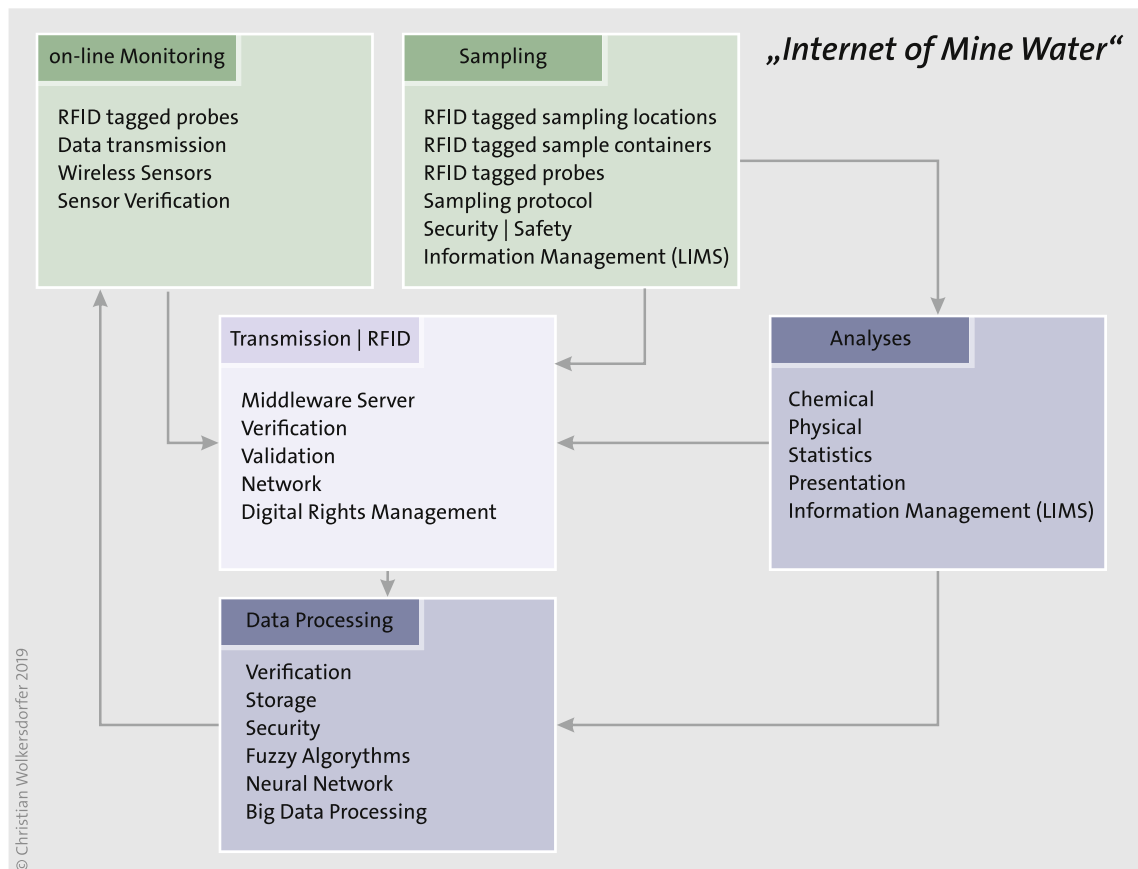 „Internet of Mine Water“
on-line Monitoring
RFID tagged probes
Data transmission
Wireless Sensors
Sensor Verification
Sampling
RFID tagged sampling locations
RFID tagged sample containers
RFID tagged probes
Sampling protocol
Security | Safety
Information Management (LIMS)
Transmission | RFID
Middleware Server
Verification
Validation
Network
Digital Rights Management
Analyses
Chemical
Physical
Statistics
Presentation
Information Management (LIMS)
Data Processing
Verification
Storage
Security
Fuzzy Algorythms
Neural Network
Big Data Processing
© Christian Wolkersdorfer 2019